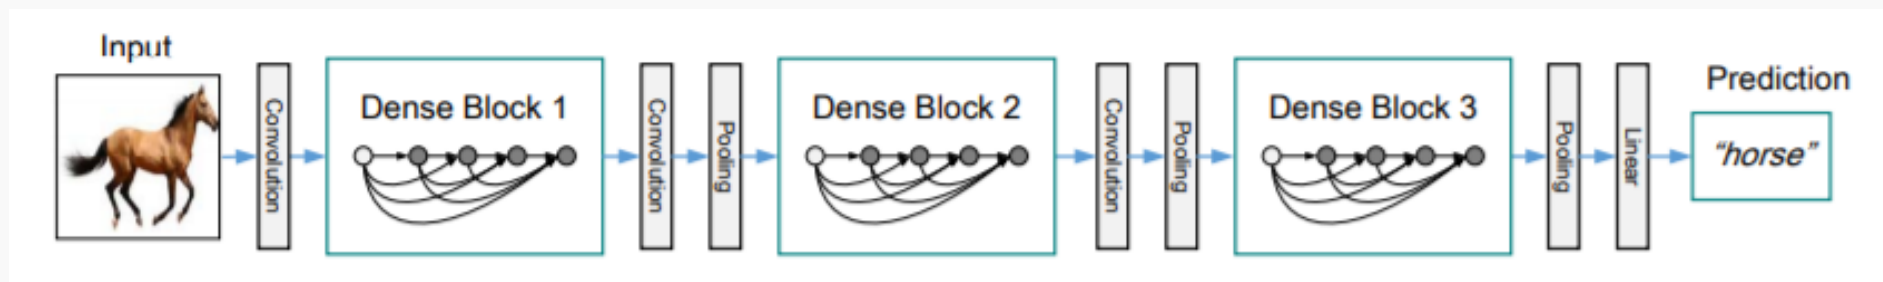 Input
Convolution
Dense Block 1
Convolution
Pooling
Dense Block 2
Convolution
Pooling
Dense Block 3
Pooling
Linear
Prediction
“horse”